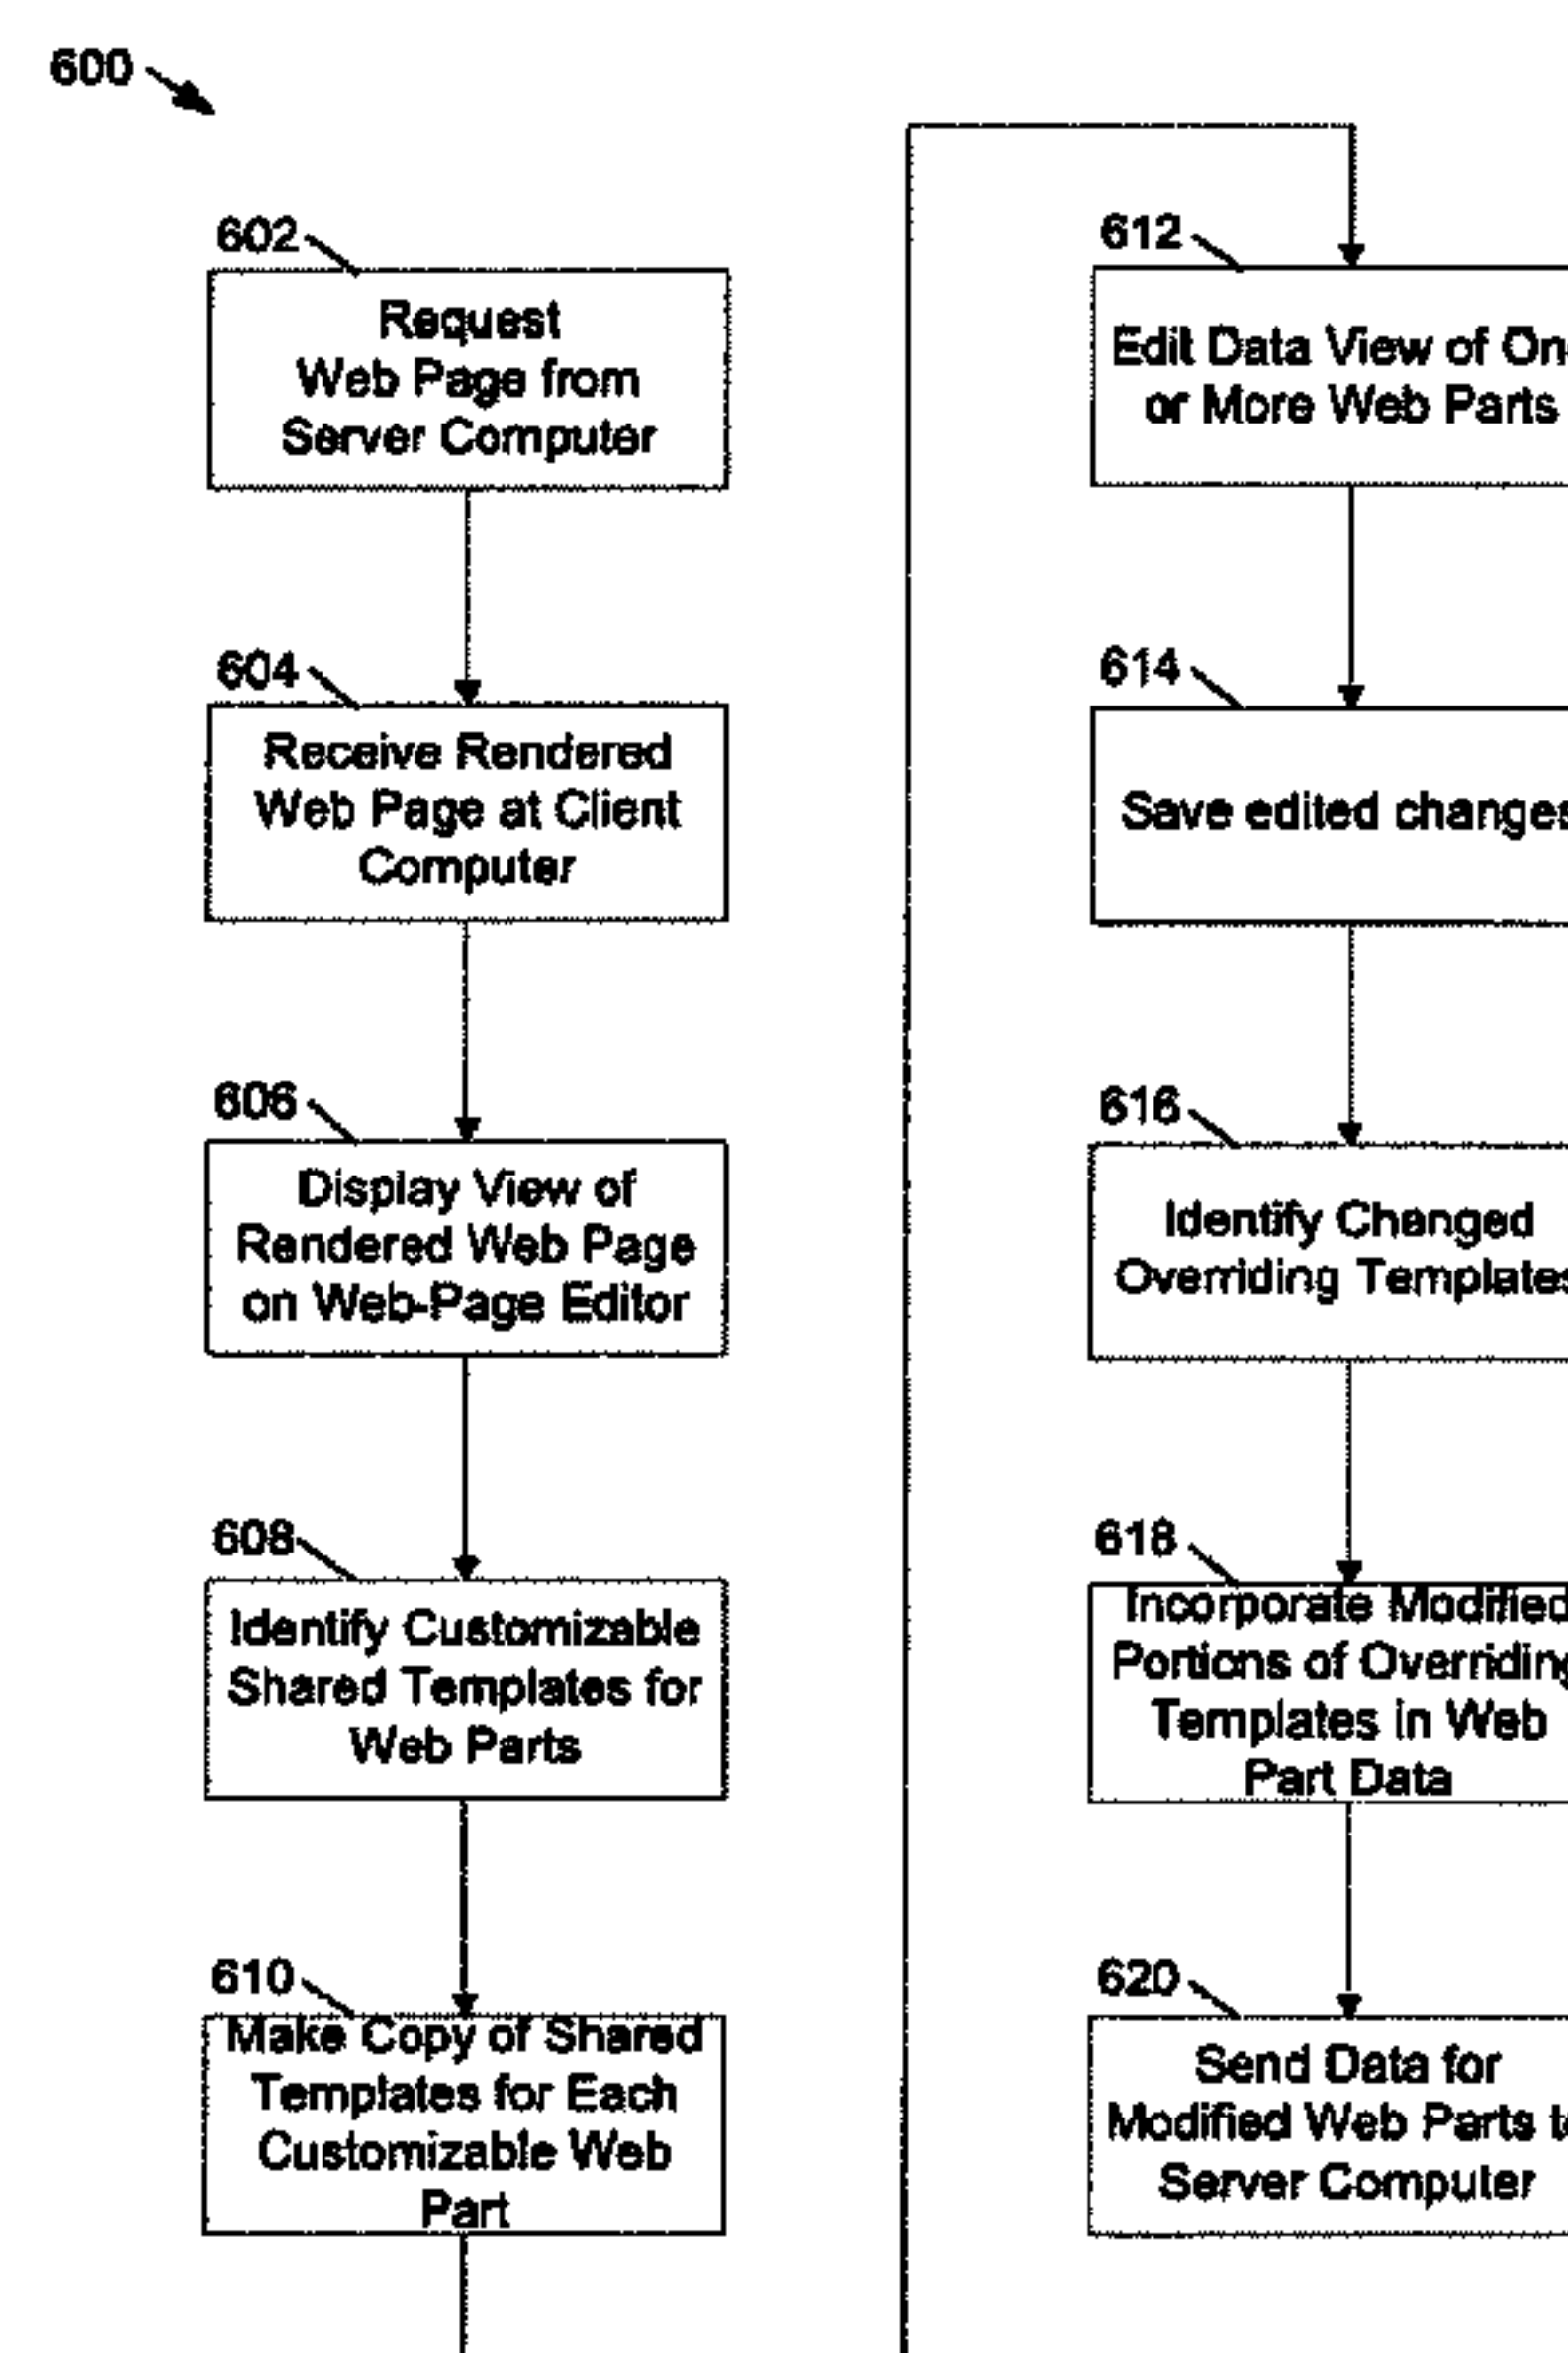 600
602
Request
Web Page from
Server Computer
604
Receive Rendered
Web Page at Client
Computer
606
Display View of
Rendered Web Page
on Web-Page Editor
608
Identify Customizable
Shared Templates for
Web Parts
610
Make Copy of Shared
Templates for Each
Customizable Web
Part
612
Edit Data View of
or More Web Parts
614
Save edited changes
616
Identify Changed
Overriding Templates
618
Incorporate Modified
Portions of Overriding
Templates in Web
Part Data
620
Send Data for
Modified Web Parts
Server Computer